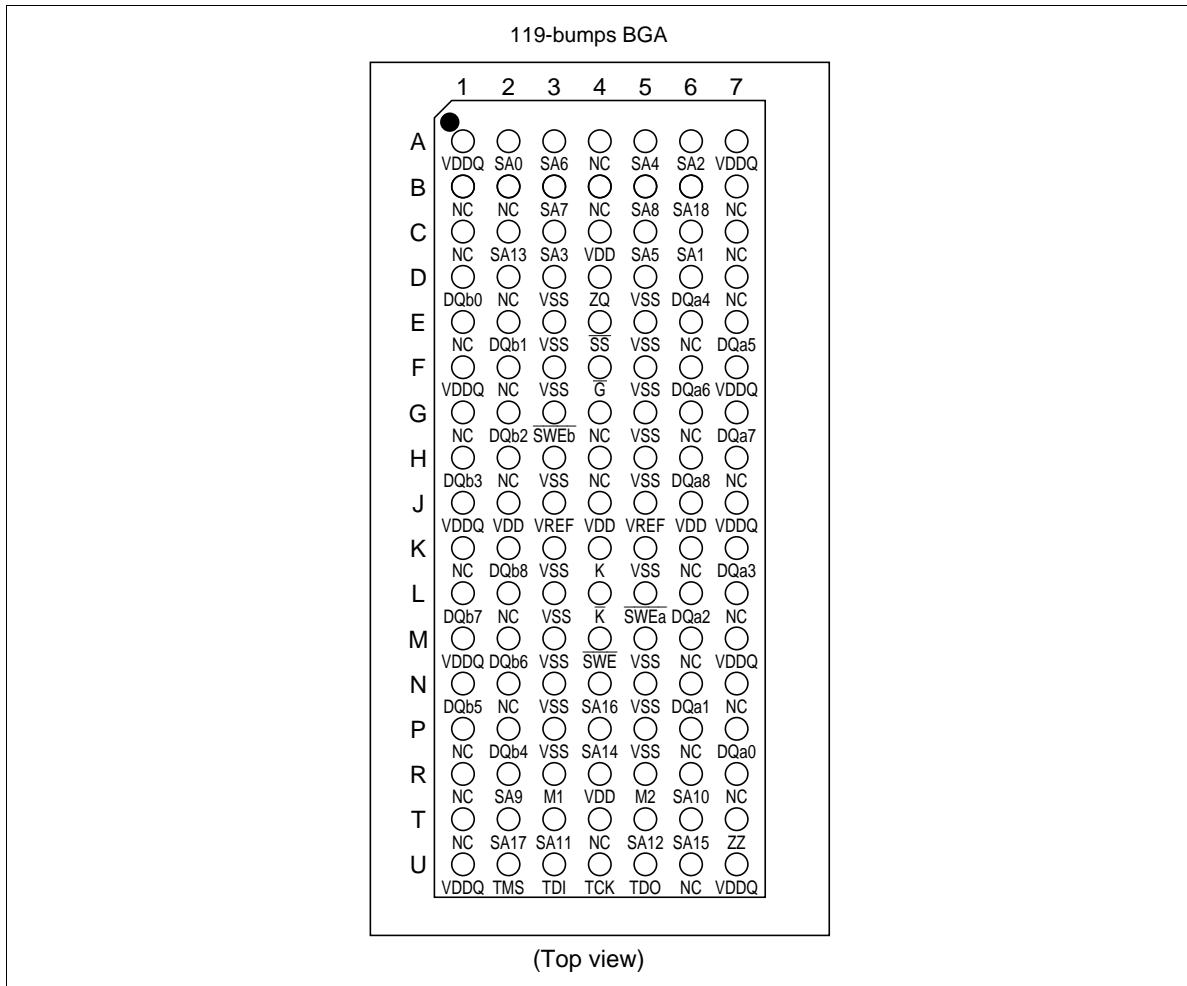 119-bumps BGA
1 2 3 4 5 6 7
A
VDDQ SA0 SA6 NC SA4 SA2 VDDQ
B
NC NC SA7 NC SA8 SA18 NC
C
NC SA13 SA3 VDD SA5 SA1 NC
D
DQb0 NC VSS ZQ VSS DQa4 NC
E
NC DQb1 VSS S̅S̅ VSS NC DQa5
F
VDDQ NC VSS G̅ VSS DQa6 VDDQ
G
NC DQb2 S̅W̅E̅b̅ NC VSS NC DQa7
H
DQb3 NC VSS NC VSS DQa8 NC
J
VDDQ VDD VREF VDD VREF VDD VDDQ
K
NC DQb8 VSS K VSS NC DQa3
L
DQb7 NC VSS K̅ S̅W̅E̅a̅ DQa2 NC
M
VDDQ DQb6 VSS S̅W̅E̅ VSS NC VDDQ
N
DQb5 NC VSS SA16 VSS DQa1 NC
P
NC DQb4 VSS SA14 VSS NC DQa0
R
NC SA9 M1 VDD M2 SA10 NC
T
NC SA17 SA11 NC SA12 SA15 ZZ
U
VDDQ TMS TDI TCK TDO NC VDDQ
(Top view)